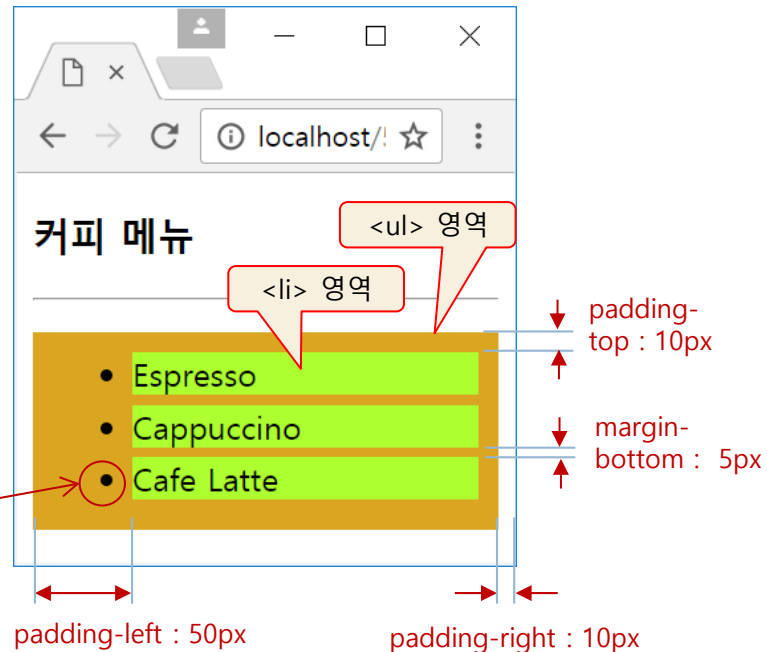 localhost/!
커피 메뉴
<ul> 영역
<li> 영역
padding-
top : 10px
• Espresso
• Cappuccino
• Cafe Latte
margin-
bottom : 5px
padding-left : 50px
padding-right : 10px